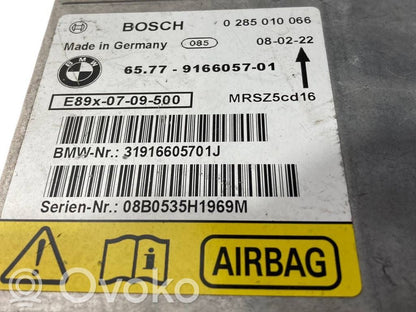 BOSCH 0 285 010 066
Made in Germany 085 08-02-22
BMW 65.77 - 9166057-01
E89x-07-09-500 MRSZ5cd16
BMW-Nr.: 31916605701J
Serien-Nr.: 08B0535H1969M
AIRBAG
Ovoko